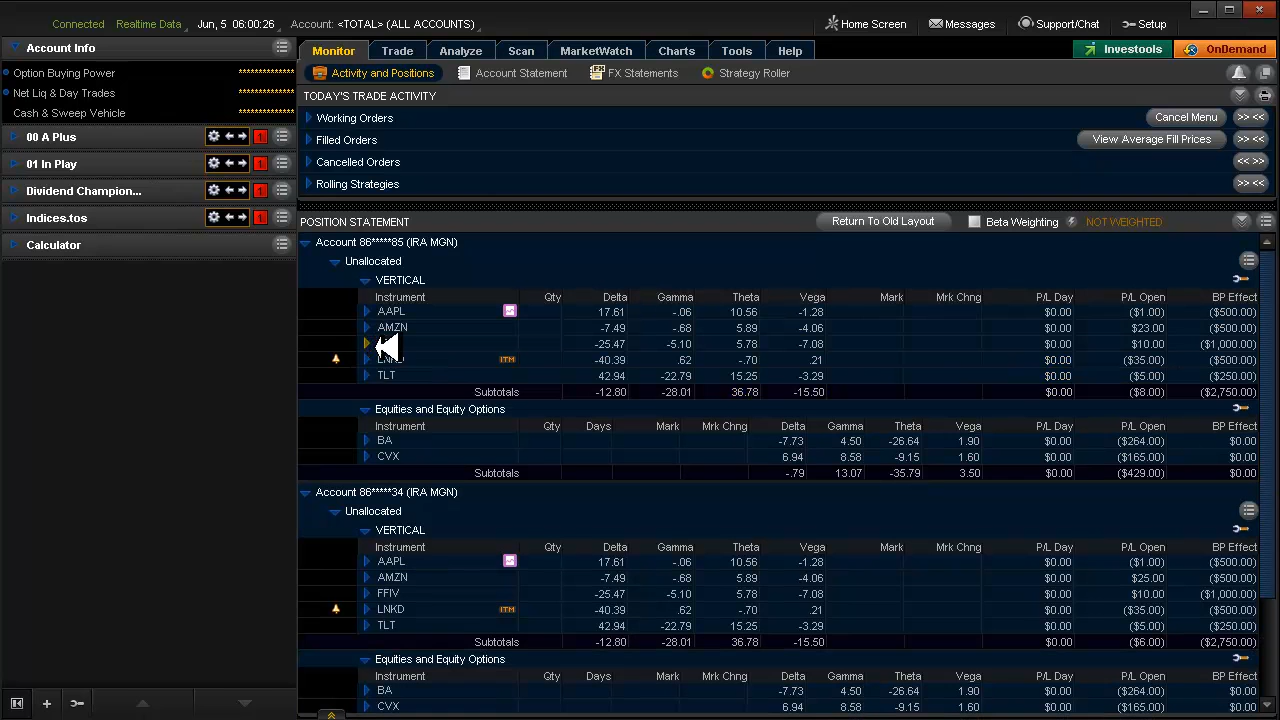 Connected Realtime Data Jun, 5 06:00:26 Account: <TOTAL> (ALL ACCOUNTS) Home Screen Messages Support/Chat Setup
Account Info
Option Buying Power *************
Net Liq & Day Trades *************
Cash & Sweep Vehicle *************
00 A Plus 1
01 In Play 1
Dividend Champion... 1
Indices.tos 1
Calculator
Monitor Trade Analyze Scan MarketWatch Charts Tools Help Investools OnDemand
Activity and Positions Account Statement FX Statements Strategy Roller
TODAY'S TRADE ACTIVITY
Working Orders Cancel Menu >> <<
Filled Orders View Average Fill Prices >> <<
Cancelled Orders << >>
Rolling Strategies >> <<
POSITION STATEMENT Return To Old Layout Beta Weighting NOT WEIGHTED
Account 86*****85 (IRA MGN)
Unallocated
VERTICAL
Instrument Qty Delta Gamma Theta Vega Mark Mrk Chng P/L Day P/L Open BP Effect
AAPL 17.61 -.06 1.56 -1.28 $0.00 ($1.00) ($500.00)
AMZN -7.49 -.68 5.89 -4.05 $0.00 $23.00 ($500.00)
-25.47 -5.10 5.78 -7.08 $0.00 $10.00 ($1,000.00)
ITM -40.39 .62 -.70 .21 $0.00 ($35.00) ($500.00)
TLT 42.94 -22.79 15.25 -3.29 $0.00 ($5.00) ($250.00)
Subtotals -12.80 -28.01 36.78 -15.50 $0.00 ($8.00) ($2,750.00)
Equities and Equity Options
Instrument Qty Days Mark Mrk Chng Delta Gamma Theta Vega P/L Day P/L Open BP Effect
BA -7.73 4.50 -26.64 1.90 $0.00 ($264.00) $0.00
CVX 6.94 8.58 -9.15 1.60 $0.00 ($165.00) $0.00
Subtotals -.79 13.07 -35.79 3.50 $0.00 ($429.00) $0.00
Account 86*****7 (IRA MGN)
Unallocated
VERTICAL
Instrument Qty Delta Gamma Theta Vega Mark Mrk Chng P/L Day P/L Open BP Effect
AAPL 17.61 -.06 1.56 -1.28 $0.00 ($1.00) ($500.00)
AMZN -7.49 -.68 5.89 -4.05 $0.00 $25.00 ($500.00)
FFIV -25.47 -5.10 5.78 -7.08 $0.00 $10.00 ($1,000.00)
LNKD ITM -40.39 .62 -.70 .21 $0.00 ($35.00) ($500.00)
TLT 42.94 -22.79 15.25 -3.29 $0.00 ($5.00) ($250.00)
Subtotals -12.80 -28.01 36.78 -15.50 $0.00 ($6.00) ($2,750.00)
Equities and Equity Options
Instrument Qty Days Mark Mrk Chng Delta Gamma Theta Vega P/L Day P/L Open BP Effect
BA -7.73 4.50 -26.64 1.90 $0.00 ($264.00) $0.00
CVX 6.94 8.58 -9.15 1.60 $0.00 ($165.00) $0.00